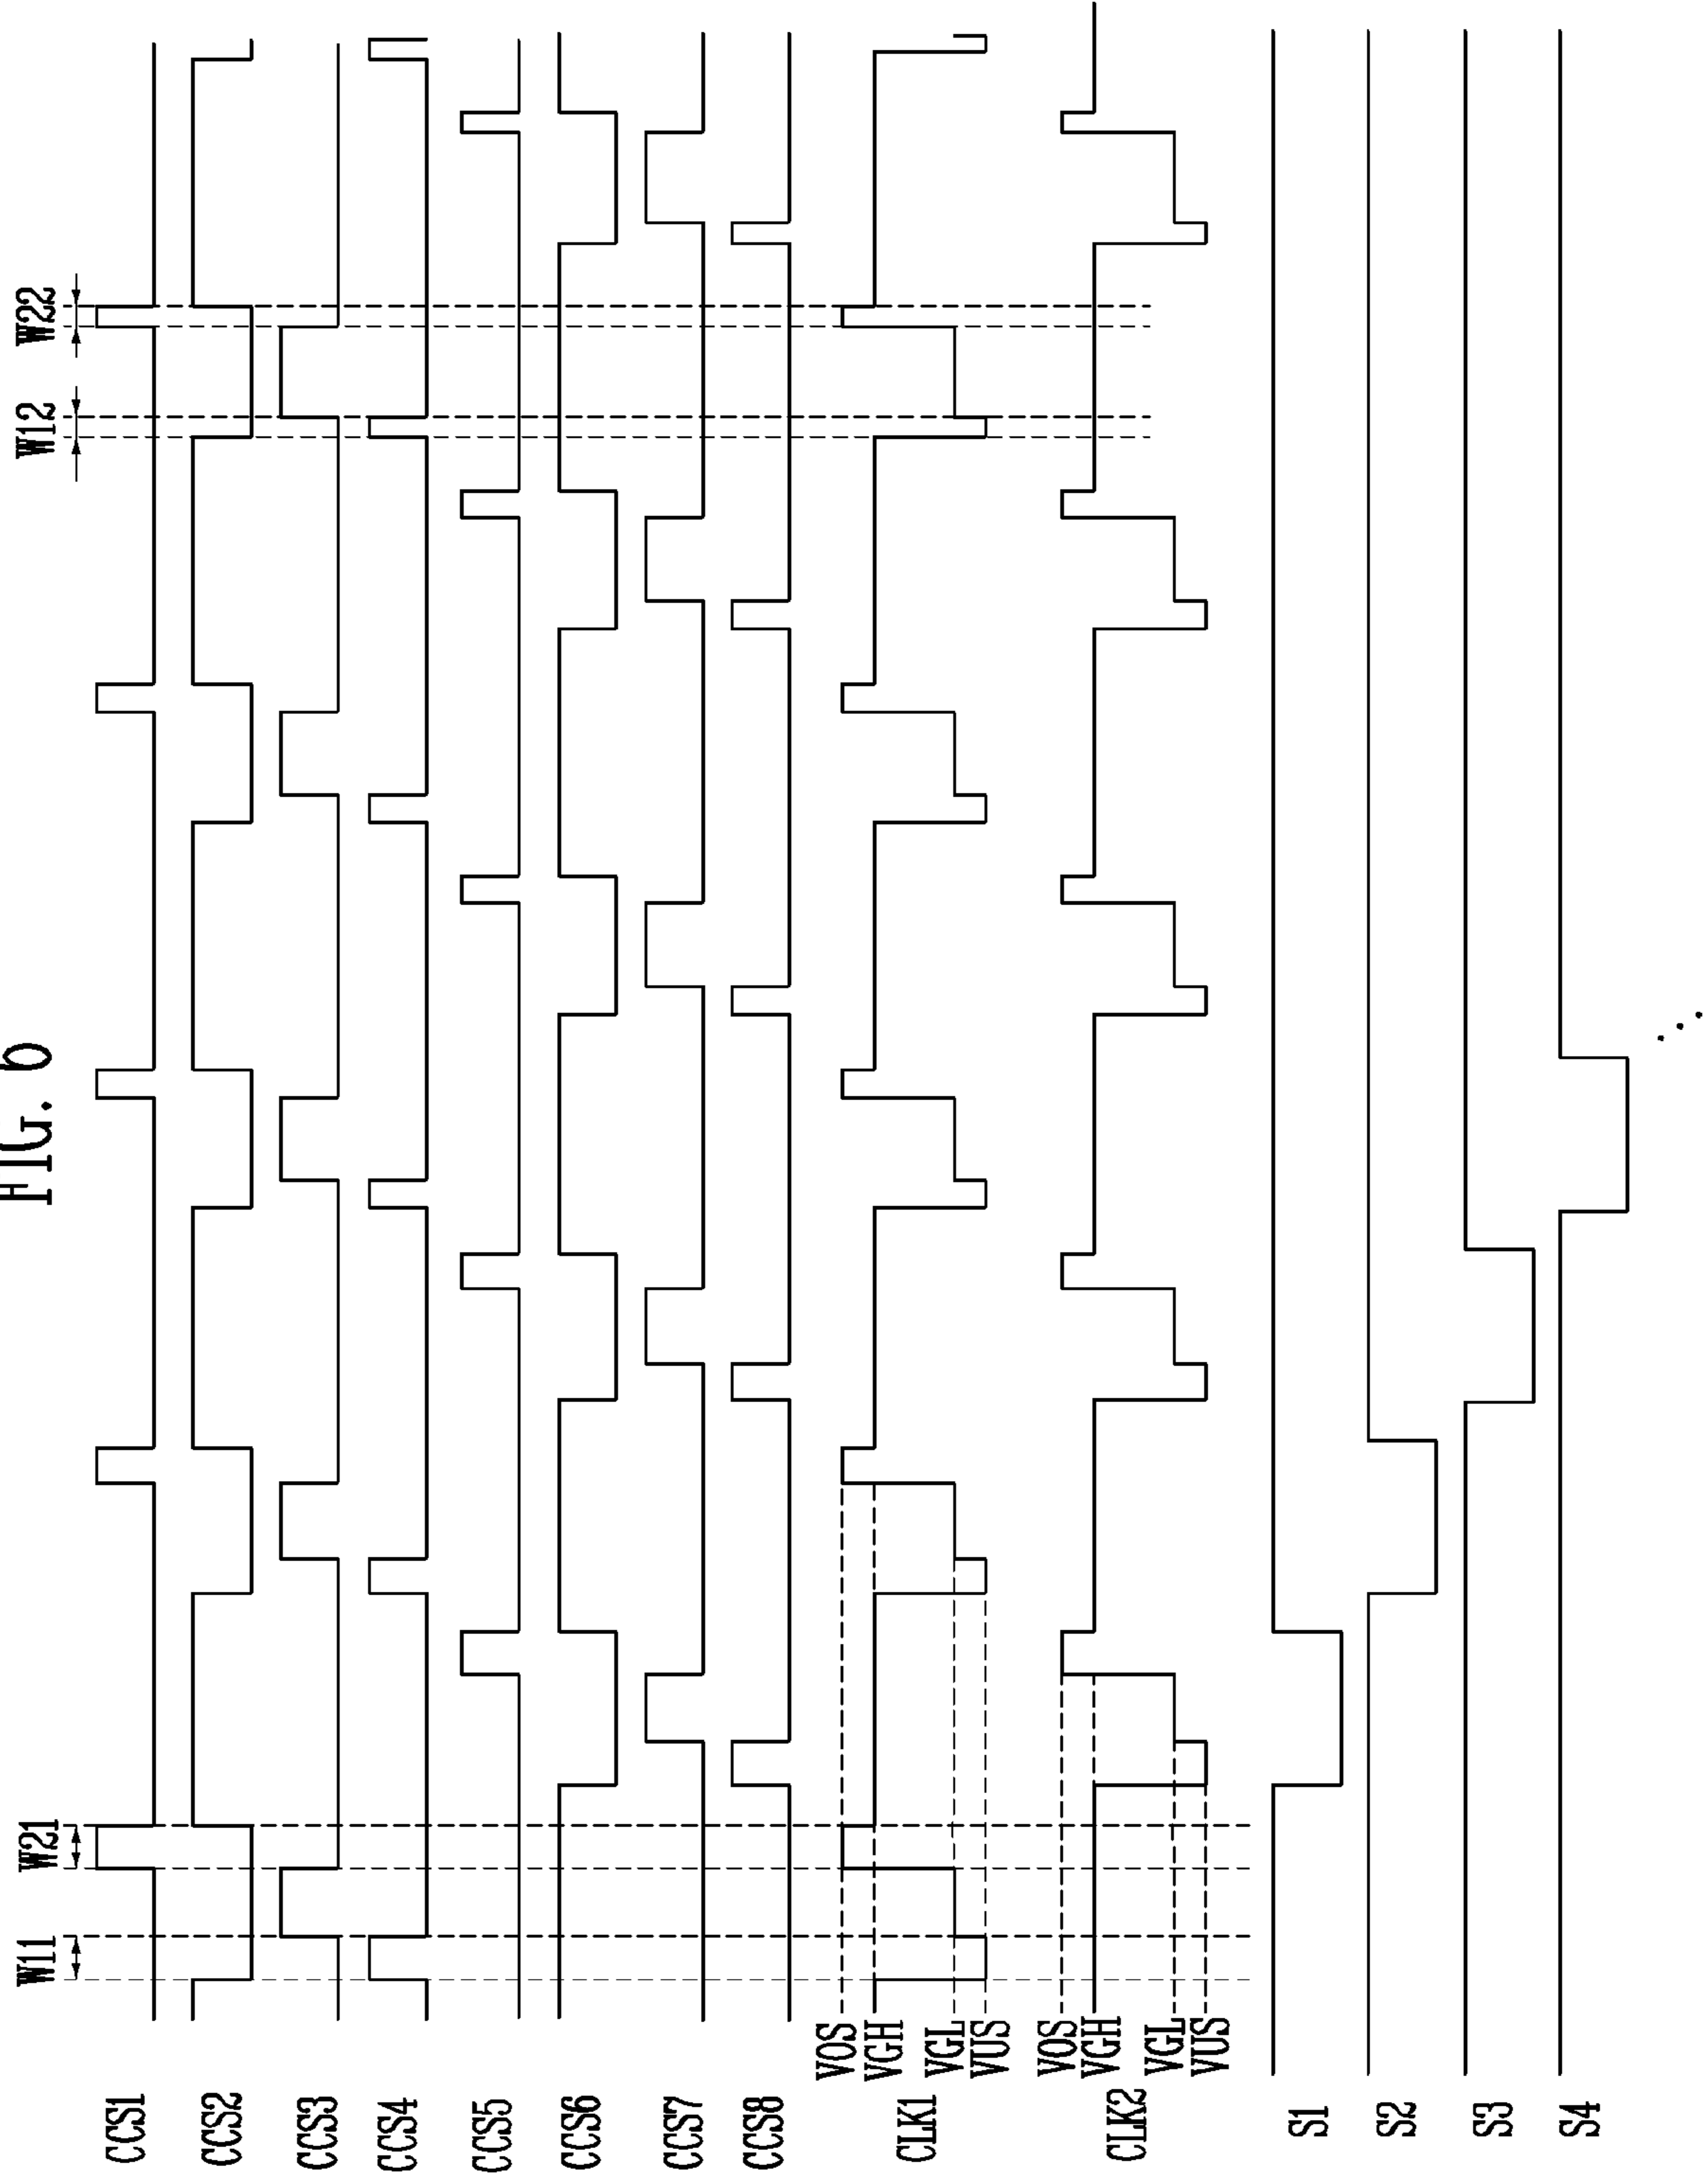 FIG. 6
W11 W21 W12 W22
CCS1
CCS2
CCS3
CCS4
CCS5
CCS6
CCS7
CCS8
VOS
VGH
CLK1
VGL
VUS
VOS
VGH
CLK2
VGL
VUS
S1
S2
S3
S4